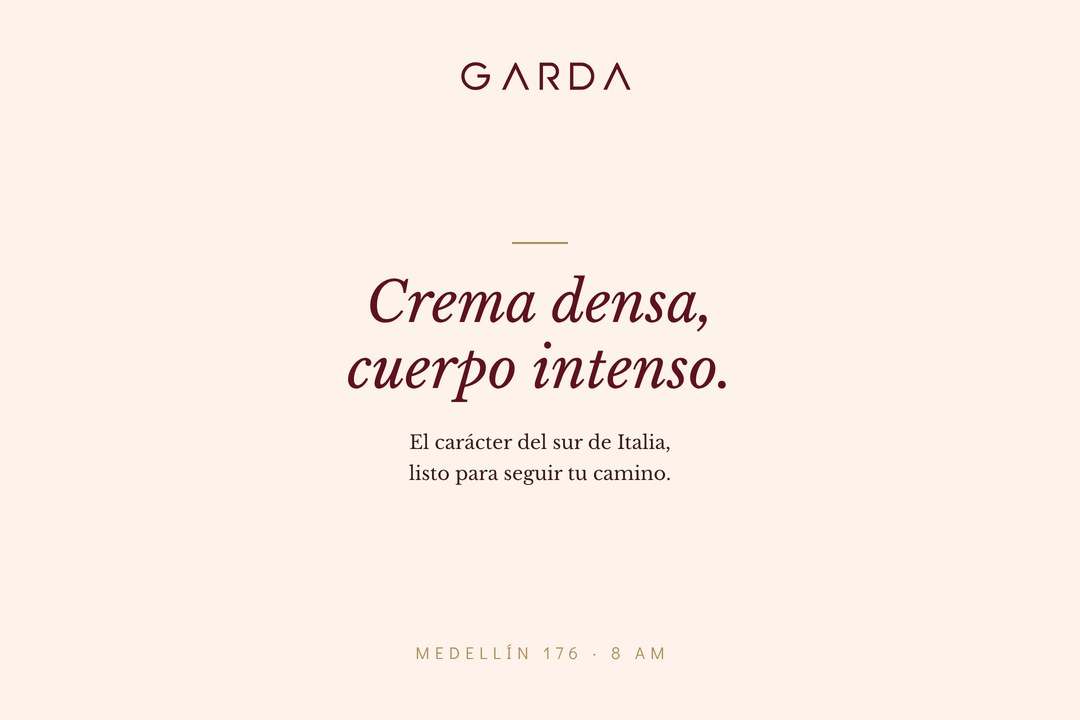 GARDA
Crema densa,
cuerpo intenso.
El carácter del sur de Italia,
listo para seguir tu camino.
MEDELLÍN 176 · 8 AM